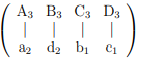 ( A₃ B₃ C₃ D₃ )
| | | |
a₂ d₂ b₁ c₁